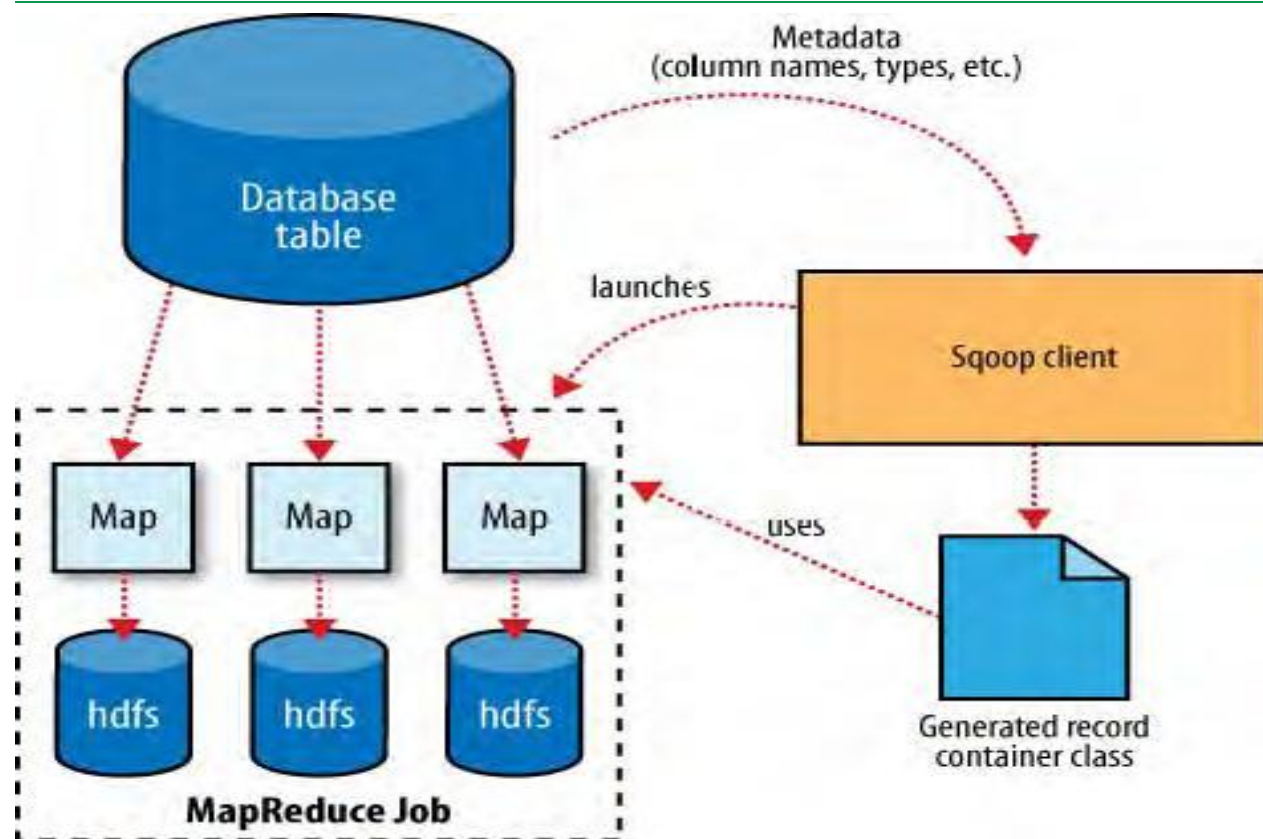 Metadata
(column names, types, etc.)
Database
table
launches
Sqoop client
Map
Map
Map
uses
hdfs
hdfs
hdfs
Generated record
container class
MapReduce Job